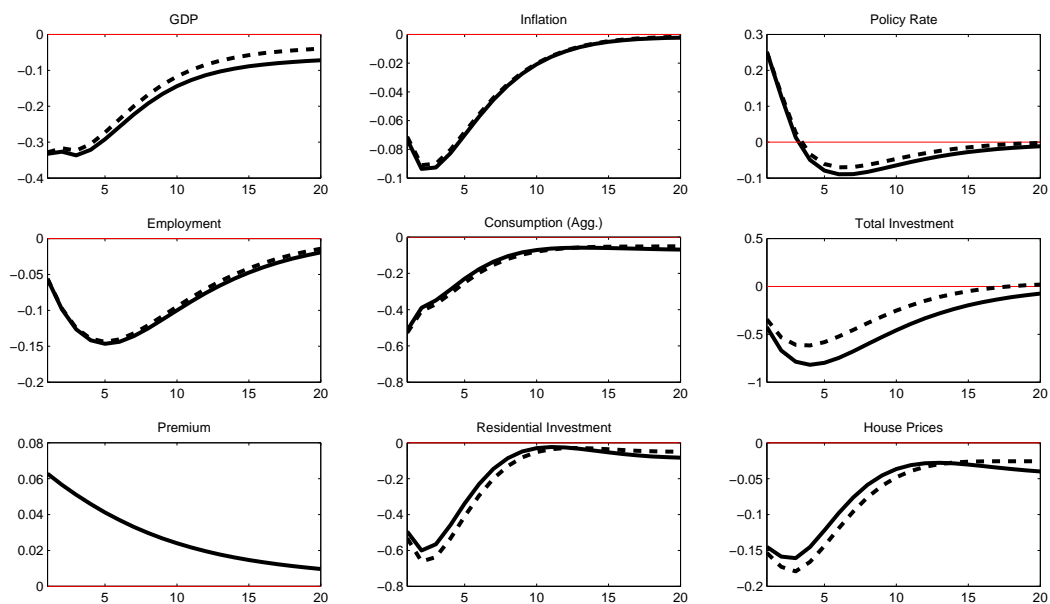 GDP
0
−0.1
−0.2
−0.3
−0.4
5 10 15 20
Inflation
0
−0.02
−0.04
−0.06
−0.08
−0.1
5 10 15 20
Policy Rate
0.3
0.2
0.1
0
−0.1
5 10 15 20
Employment
0
−0.05
−0.1
−0.15
−0.2
5 10 15 20
Consumption (Agg.)
0
−0.2
−0.4
−0.6
−0.8
5 10 15 20
Total Investment
0.5
0
−0.5
−1
5 10 15 20
Premium
0.08
0.06
0.04
0.02
0
5 10 15 20
Residential Investment
0
−0.2
−0.4
−0.6
−0.8
5 10 15 20
House Prices
0
−0.05
−0.1
−0.15
−0.2
5 10 15 20